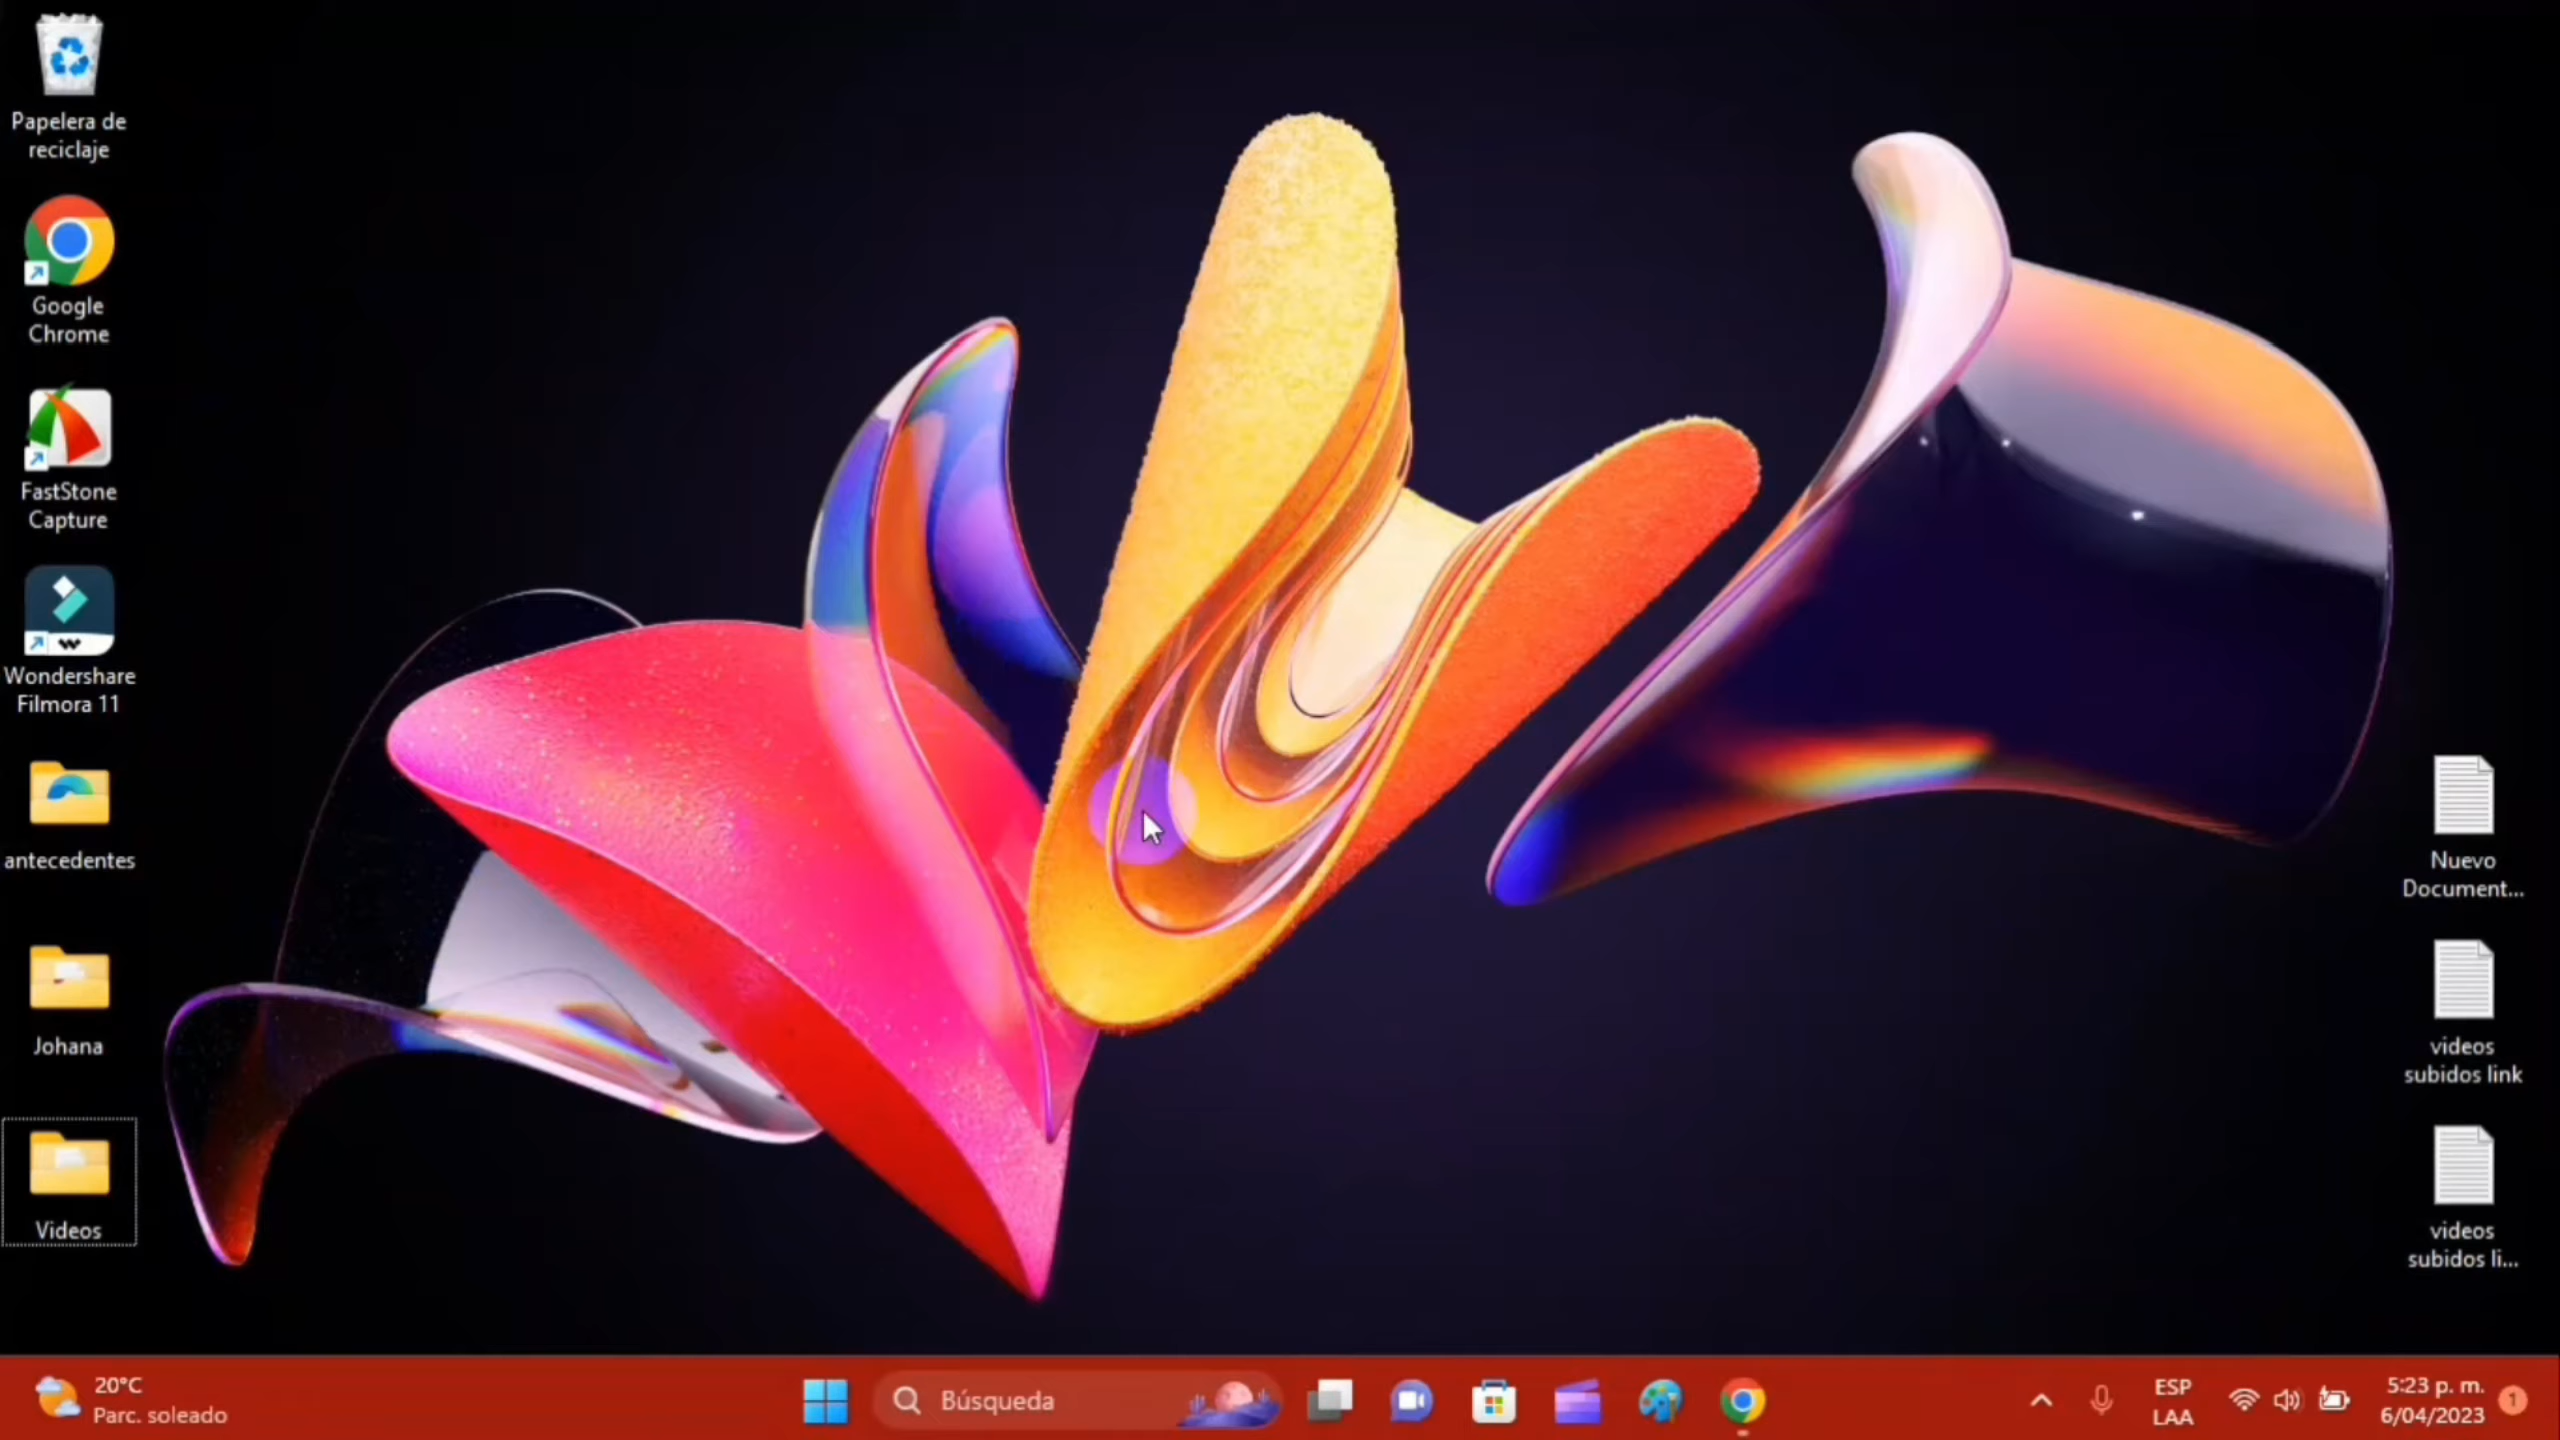 Papelera de
reciclaje
Google
Chrome
FastStone
Capture
Wondershare
Filmora 11
antecedentes
Johana
Videos
Nuevo
Document...
videos
subidos link
videos
subidos li...
20°C
Parc. soleado
Búsqueda
ESP
LAA
5:23 p. m.
6/04/2023
1